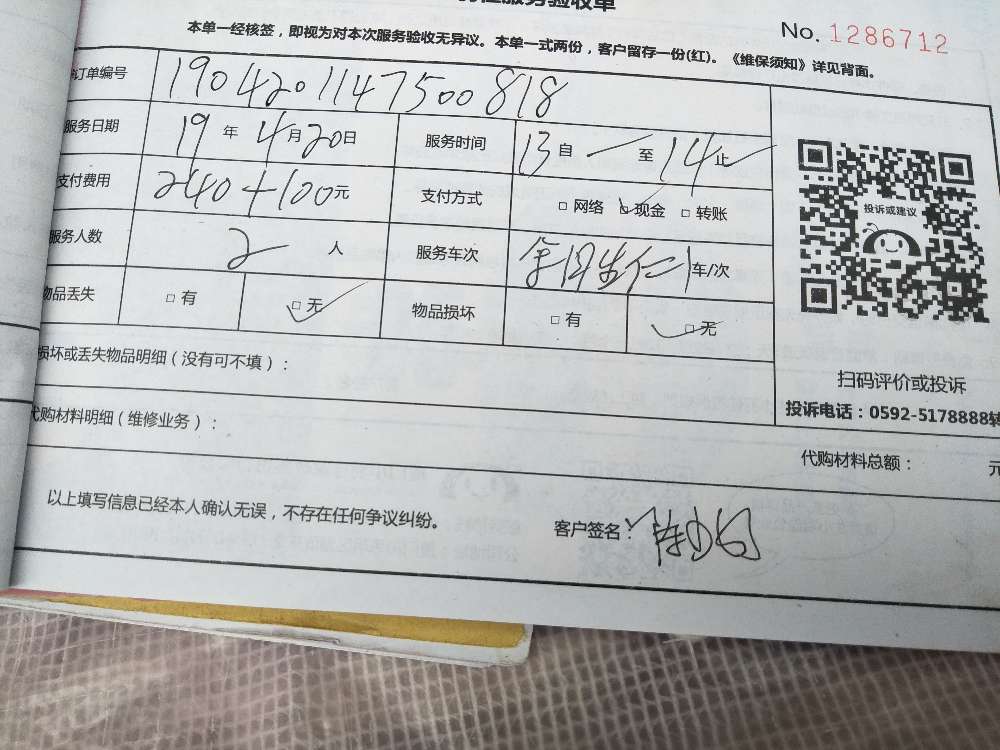 服务验收单
No. 1286712
本单一经核签，即视为对本次服务验收无异议。本单一式两份，客户留存一份(红)。《维保须知》详见背面。
订单编号 1904201147500818
服务日期 19 年 4 月 20 日 服务时间 13 自 至 14 止
支付费用 240+100 元 支付方式 □ 网络 □ 现金 □ 转账
服务人数 2 人 服务车次 车/次
物品丢失 □ 有 □ 无 物品损坏 □ 有 □ 无
投诉或建议
扫码评价或投诉
投诉电话：0592-5178888转
损坏或丢失物品明细（没有可不填）：
代购材料明细（维修业务）：
代购材料总额： 元
以上填写信息已经本人确认无误，不存在任何争议纠纷。
客户签名：